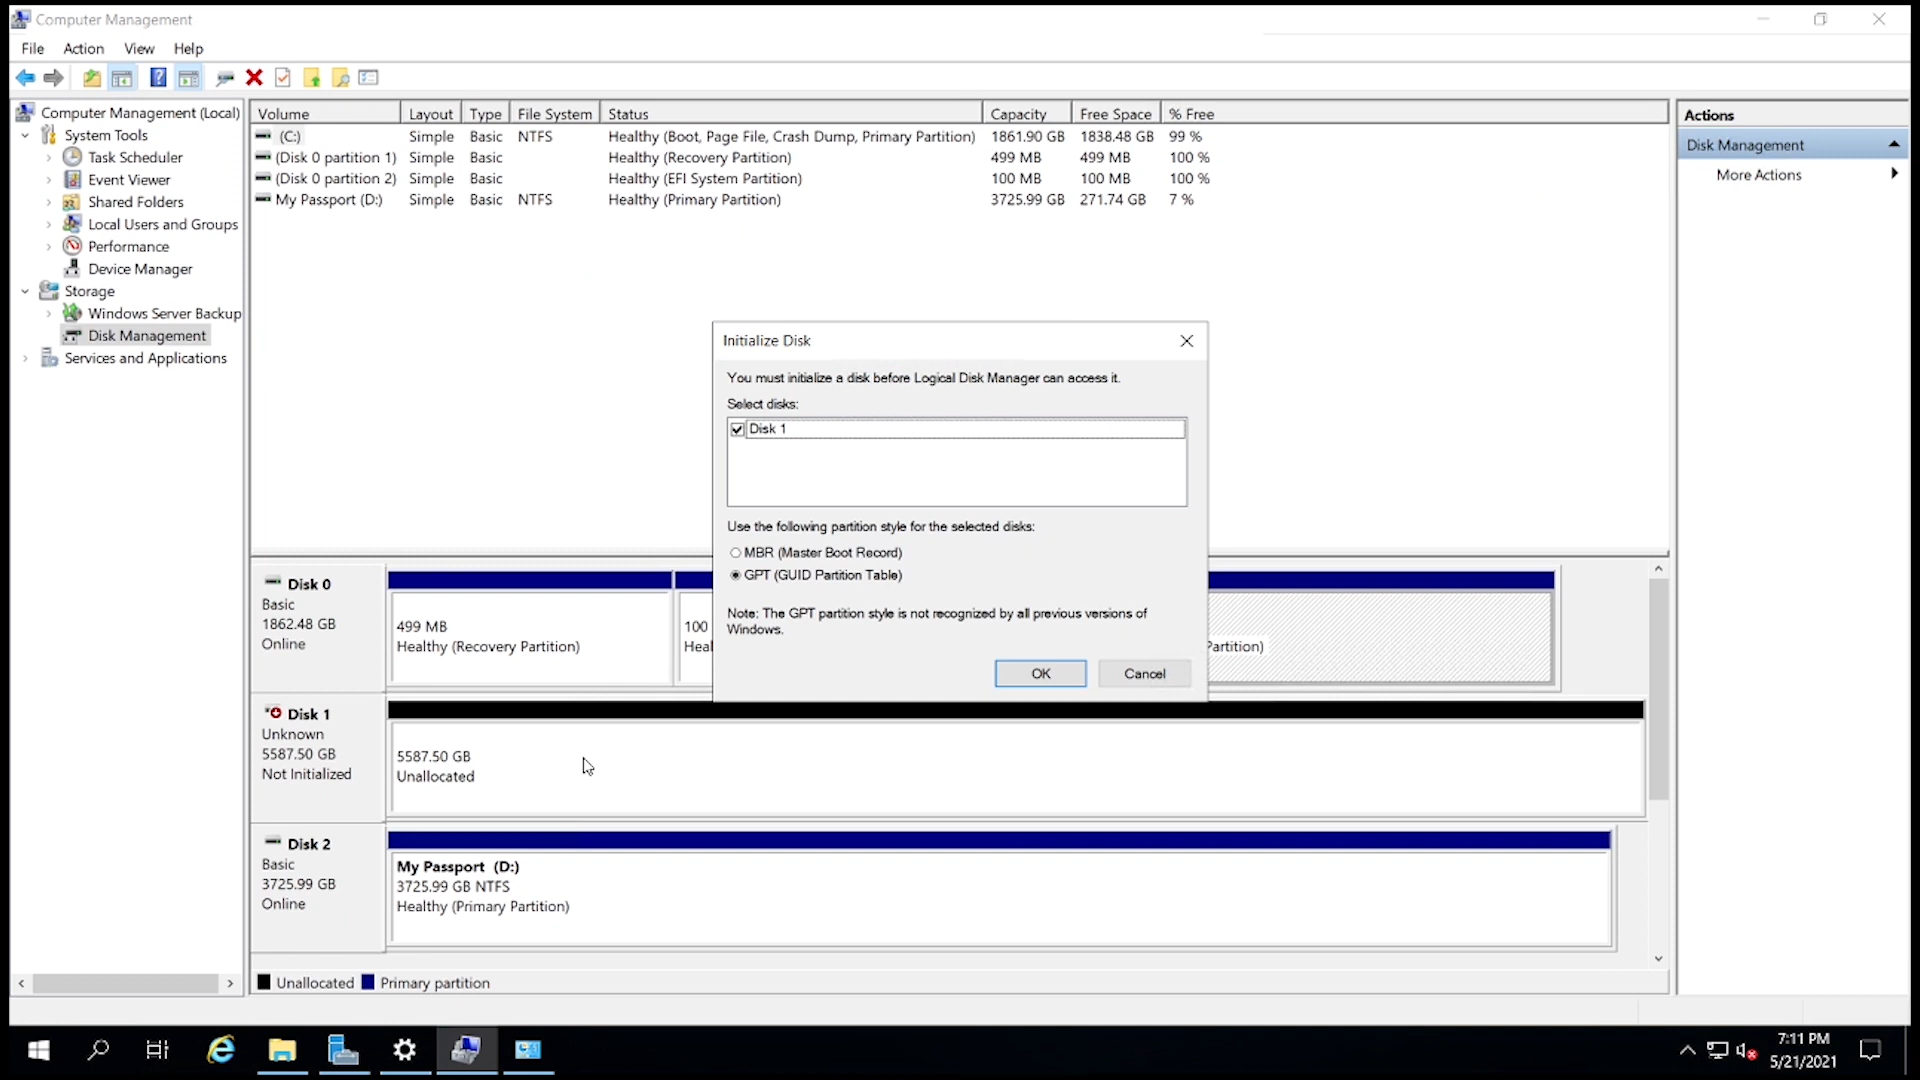 Computer Management
File Action View Help
Computer Management (Local)
System Tools
Task Scheduler
Event Viewer
Shared Folders
Local Users and Groups
Performance
Device Manager
Storage
Windows Server Backup
Disk Management
Services and Applications
Volume Layout Type File System Status Capacity Free Space % Free
(C:) Simple Basic NTFS Healthy (Boot, Page File, Crash Dump, Primary Partition) 1861.90 GB 1838.48 GB 99 %
(Disk 0 partition 1) Simple Basic Healthy (Recovery Partition) 499 MB 499 MB 100 %
(Disk 0 partition 2) Simple Basic Healthy (EFI System Partition) 100 MB 100 MB 100 %
My Passport (D:) Simple Basic NTFS Healthy (Primary Partition) 3725.99 GB 271.74 GB 7 %
Actions
Disk Management
More Actions
Initialize Disk
You must initialize a disk before Logical Disk Manager can access it.
Select disks:
Disk 1
Use the following partition style for the selected disks:
MBR (Master Boot Record)
GPT (GUID Partition Table)
Note: The GPT partition style is not recognized by all previous versions of
Windows.
OK Cancel
Disk 0
Basic
1862.48 GB
Online
499 MB
Healthy (Recovery Partition)
100
Heal
Partition)
Disk 1
Unknown
5587.50 GB
Not Initialized
5587.50 GB
Unallocated
Disk 2
Basic
3725.99 GB
Online
My Passport (D:)
3725.99 GB NTFS
Healthy (Primary Partition)
Unallocated Primary partition
7:11 PM
5/21/2021